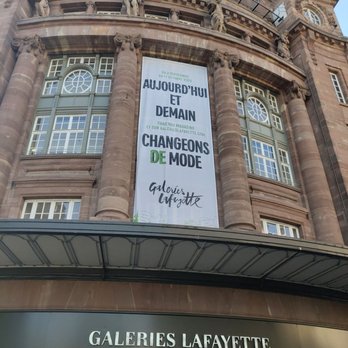 AUJOURD'HUI
ET
DEMAIN
CHANGEONS
DE MODE
Galeries
Lafayette
GALERIES LAFAYETTE